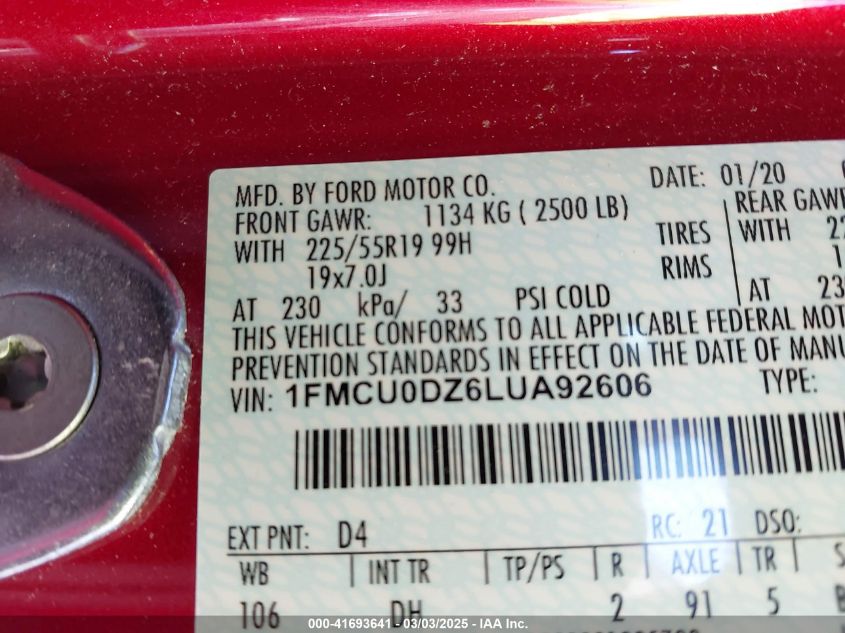 MFD. BY FORD MOTOR CO. DATE: 01/20
FRONT GAWR: 1134 KG ( 2500 LB) REAR GAWR
WITH 225/55R19 99H TIRES WITH
19x7.0J RIMS
AT 230 kPa/ 33 PSI COLD AT
THIS VEHICLE CONFORMS TO ALL APPLICABLE FEDERAL
PREVENTION STANDARDS IN EFFECT ON THE DATE OF
VIN: 1FMCU0DZ6LUA92606 TYPE:
EXT PNT: D4 RC: 21 DSO:
WB INT TR TP/PS R AXLE TR
106 DH 2 91 5
000-41693641 - 03/03/2025 - IAA Inc.